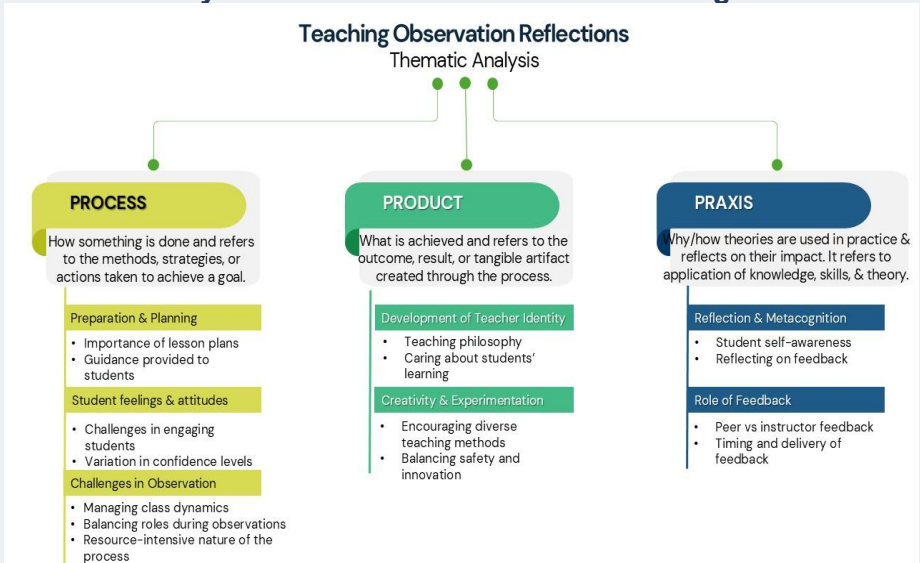 Teaching Observation Reflections
Thematic Analysis
PROCESS
How something is done and refers
to the methods, strategies, or
actions taken to achieve a goal.
Preparation & Planning
• Importance of lesson plans
• Guidance provided to
students
Student feelings & attitudes
• Challenges in engaging
students
• Variation in confidence levels
Challenges in Observation
• Managing class dynamics
• Balancing roles during observations
• Resource-intensive nature of the
process
PRODUCT
What is achieved and refers to the
outcome, result, or tangible artifact
created through the process.
Development of Teacher Identity
• Teaching philosophy
• Caring about students'
learning
Creativity & Experimentation
• Encouraging diverse
teaching methods
• Balancing safety and
innovation
PRAXIS
Why/how theories are used in practice &
reflects on their impact. It refers to
application of knowledge, skills, & theory.
Reflection & Metacognition
• Student self-awareness
• Reflecting on feedback
Role of Feedback
• Peer vs instructor feedback
• Timing and delivery of
feedback